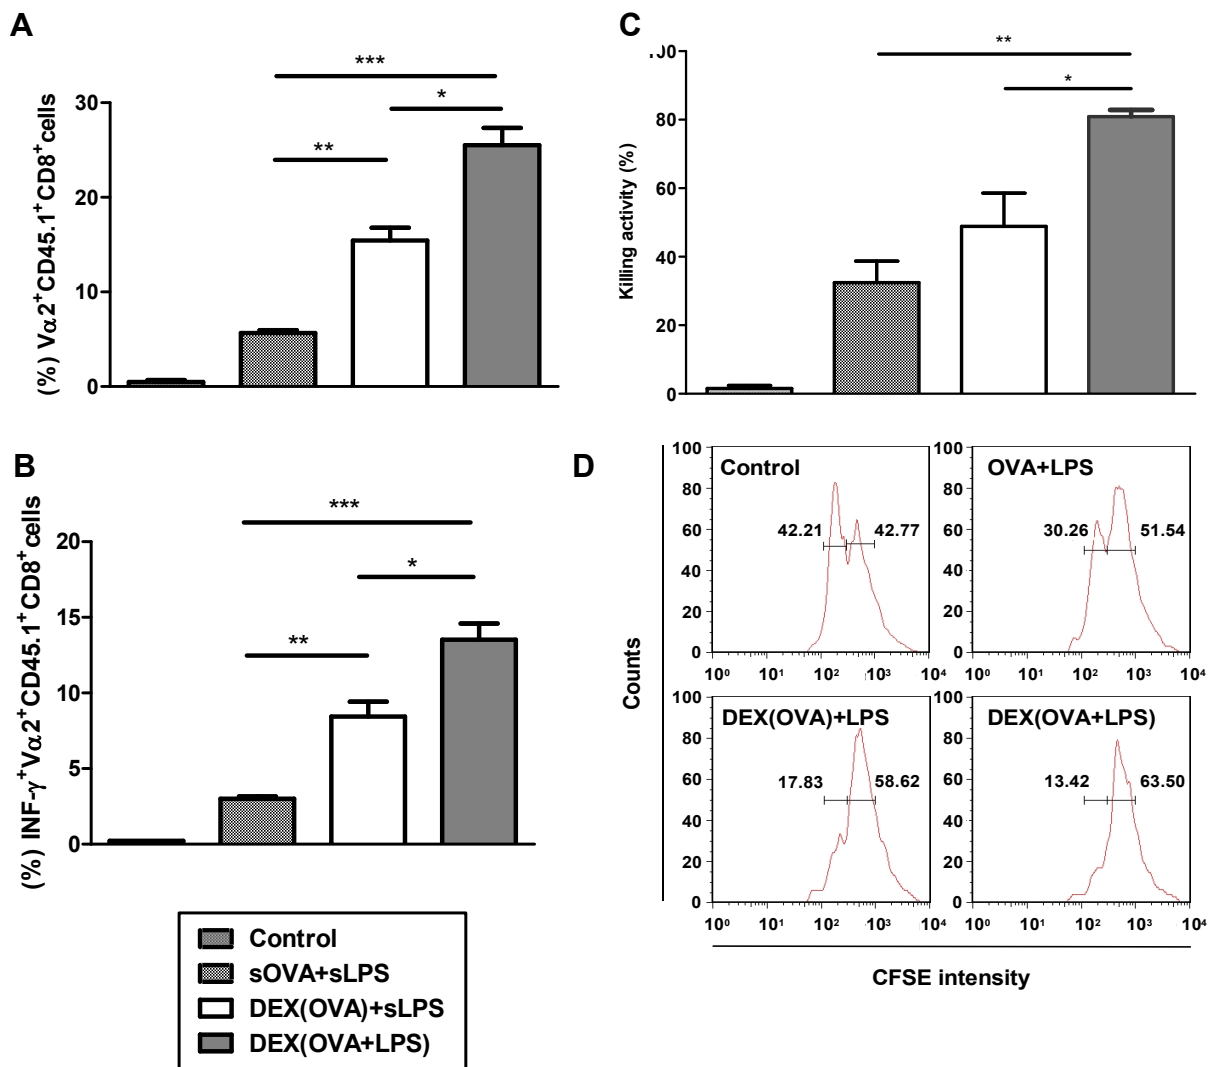 A
***
*
**
30
20
10
0
(%) Vα2⁺CD45.1⁺CD8⁺cells
B
***
*
**
20
15
10
5
0
(%) INF-γ⁺Vα2⁺CD45.1⁺CD8⁺cells
Control
sOVA+sLPS
DEX(OVA)+sLPS
DEX(OVA+LPS)
C
**
*
80
60
40
20
0
Killing activity (%)
D
Counts
Control
100
80
60
40
20
0
42.21
42.77
10⁰ 10¹ 10² 10³ 10⁴
OVA+LPS
100
80
60
40
20
0
30.26
51.54
10⁰ 10¹ 10² 10³ 10⁴
DEX(OVA)+LPS
100
80
60
40
20
0
17.83
58.62
10⁰ 10¹ 10² 10³ 10⁴
DEX(OVA+LPS)
100
80
60
40
20
0
13.42
63.50
10⁰ 10¹ 10² 10³ 10⁴
CFSE intensity